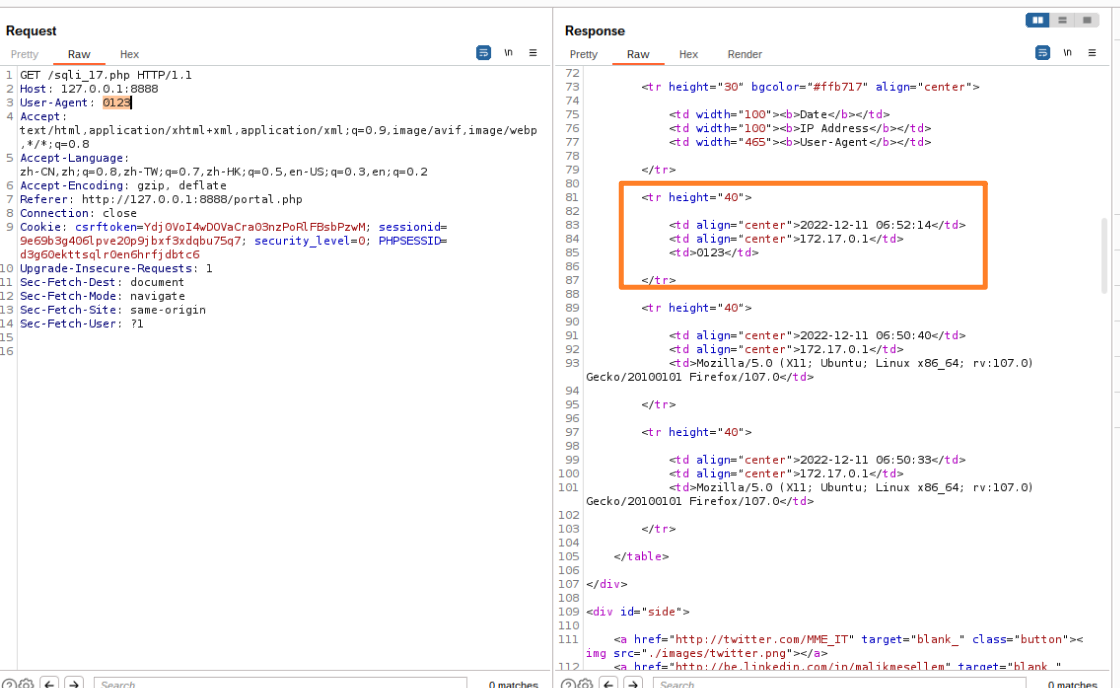 Request
Pretty Raw Hex
\n
1 GET /sqli_17.php HTTP/1.1
2 Host: 127.0.0.1:8888
3 User-Agent: 0123
4 Accept:
text/html,application/xhtml+xml,application/xml;q=0.9,image/avif,image/webp
,*/*;q=0.8
5 Accept-Language:
zh-CN,zh;q=0.8,zh-TW;q=0.7,zh-HK;q=0.5,en-US;q=0.3,en;q=0.2
6 Accept-Encoding: gzip, deflate
7 Referer: http://127.0.0.1:8888/portal.php
8 Connection: close
9 Cookie: csrftoken=Ydj0VoI4wDOVaCra03nzPoRlFBsbPzwM; sessionid=
9e69b3g406lpve20p9jbxf3xdqbu75q7; security_level=0; PHPSESSID=
d3g60ekttsqlr0en6hrfjdbtc6
10 Upgrade-Insecure-Requests: 1
11 Sec-Fetch-Dest: document
12 Sec-Fetch-Mode: navigate
13 Sec-Fetch-Site: same-origin
14 Sec-Fetch-User: ?1
15
16
Search
0 matches
Response
Pretty Raw Hex Render
\n
72
73 <tr height="30" bgcolor="#ffb717" align="center">
74
75 <td width="100"><b>Date</b></td>
76 <td width="100"><b>IP Address</b></td>
77 <td width="465"><b>User-Agent</b></td>
78
79 </tr>
80
81 <tr height="40">
82
83 <td align="center">2022-12-11 06:52:14</td>
84 <td align="center">172.17.0.1</td>
85 <td>0123</td>
86
87 </tr>
88
89 <tr height="40">
90
91 <td align="center">2022-12-11 06:50:40</td>
92 <td align="center">172.17.0.1</td>
93 <td>Mozilla/5.0 (X11; Ubuntu; Linux x86_64; rv:107.0)
Gecko/20100101 Firefox/107.0</td>
94
95 </tr>
96
97 <tr height="40">
98
99 <td align="center">2022-12-11 06:50:33</td>
100 <td align="center">172.17.0.1</td>
101 <td>Mozilla/5.0 (X11; Ubuntu; Linux x86_64; rv:107.0)
Gecko/20100101 Firefox/107.0</td>
102
103 </tr>
104
105 </table>
106
107 </div>
108
109 <div id="side">
110
111 <a href="http://twitter.com/MME_IT" target="blank_" class="button"><
img src="./images/twitter.png"></a>
112 <a href="http://be.linkedin.com/in/malikmesellem" target="blank_"
Search
0 matches